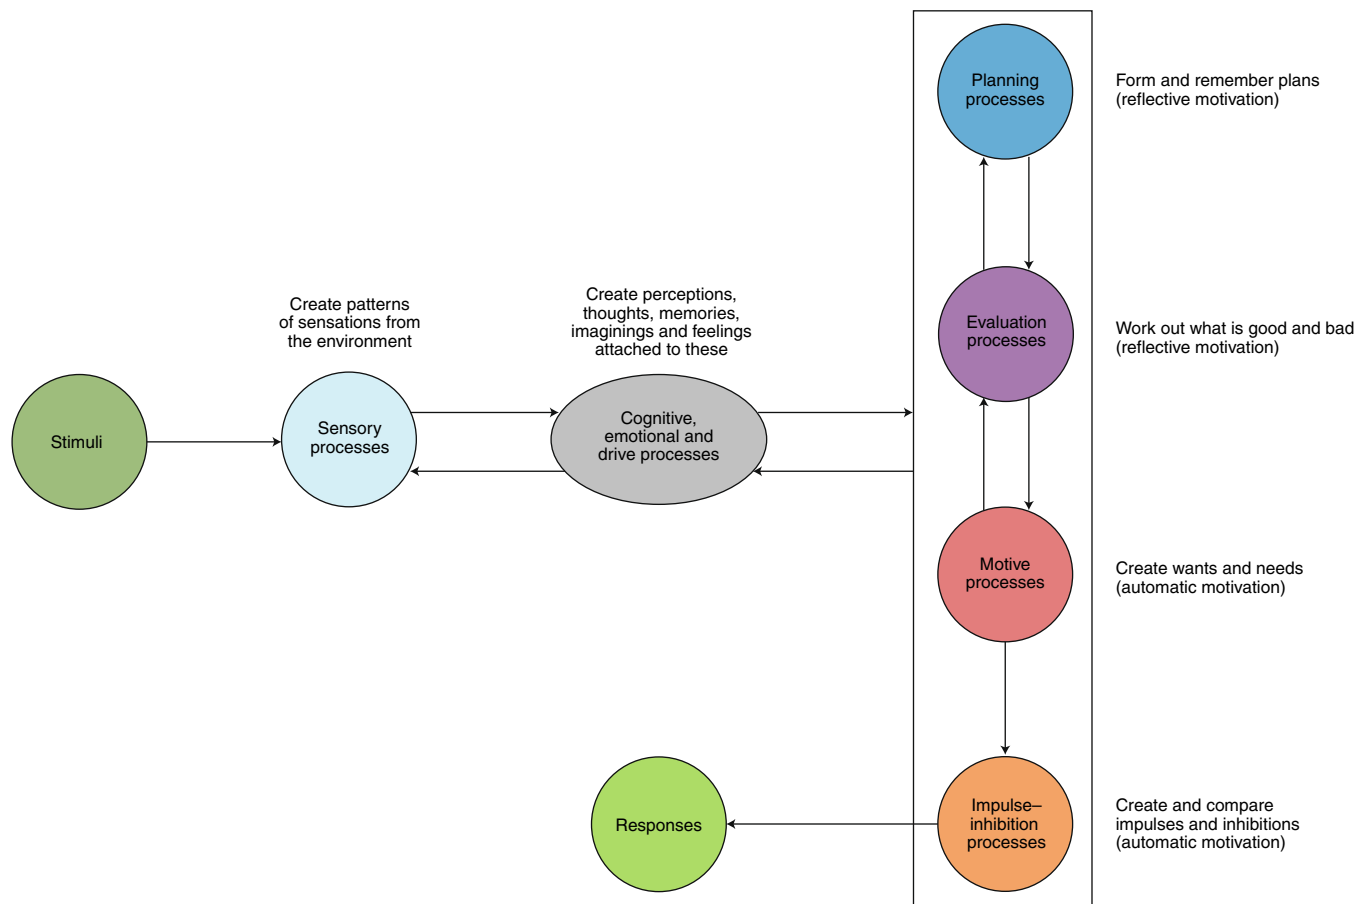 Planning
processes
Form and remember plans
(reflective motivation)
Evaluation
processes
Work out what is good and bad
(reflective motivation)
Create patterns
of sensations from
the environment
Create perceptions,
thoughts, memories,
imaginings and feelings
attached to these
Stimuli
Sensory
processes
Cognitive,
emotional and
drive processes
Motive
processes
Create wants and needs
(automatic motivation)
Responses
Impulse–
inhibition
processes
Create and compare
impulses and inhibitions
(automatic motivation)